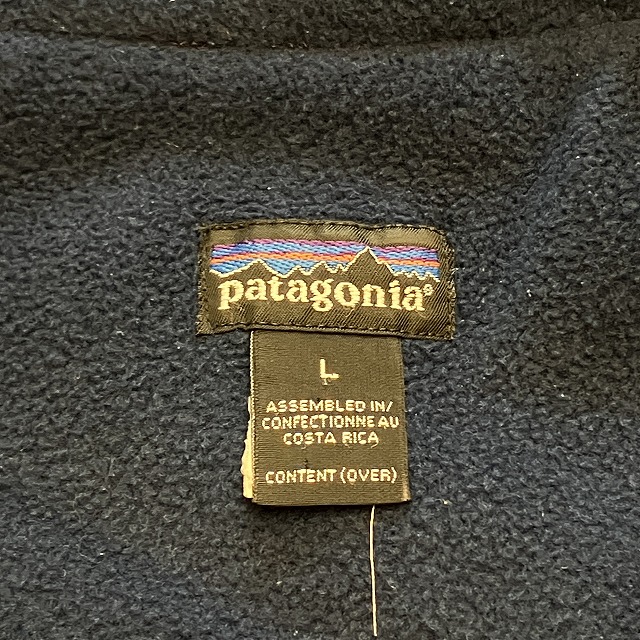 patagonia®
L
ASSEMBLED IN/
CONFECTIONNE AU
COSTA RICA
CONTENT (OVER)